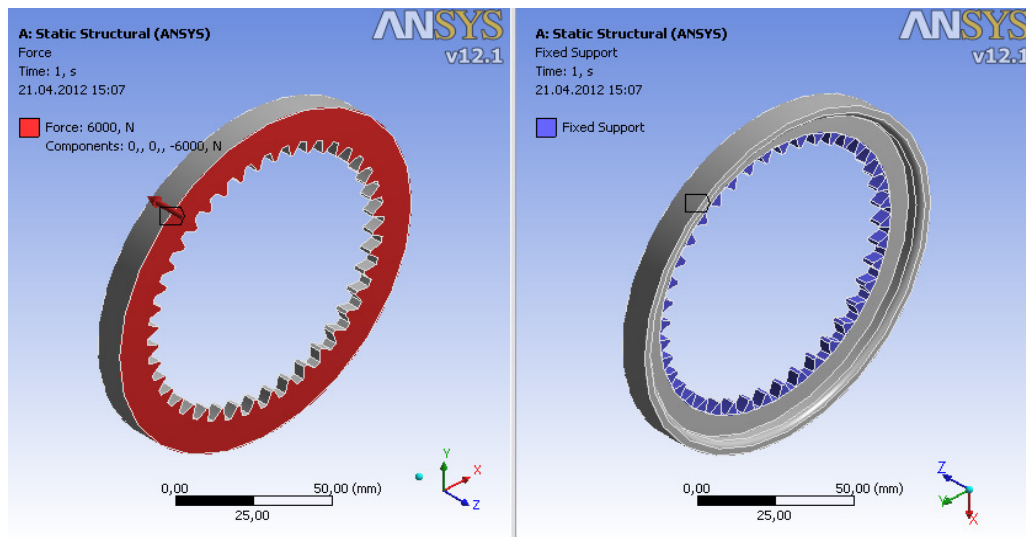 A: Static Structural (ANSYS)
Force
Time: 1, s
21.04.2012 15:07
Force: 6000, N
Components: 0,, 0,, -6000, N
ANSYS
v12.1
0,00
50,00 (mm)
25,00
Y
X
Z
A: Static Structural (ANSYS)
Fixed Support
Time: 1, s
21.04.2012 15:07
Fixed Support
ANSYS
v12.1
0,00
50,00 (mm)
25,00
Z
Y
X